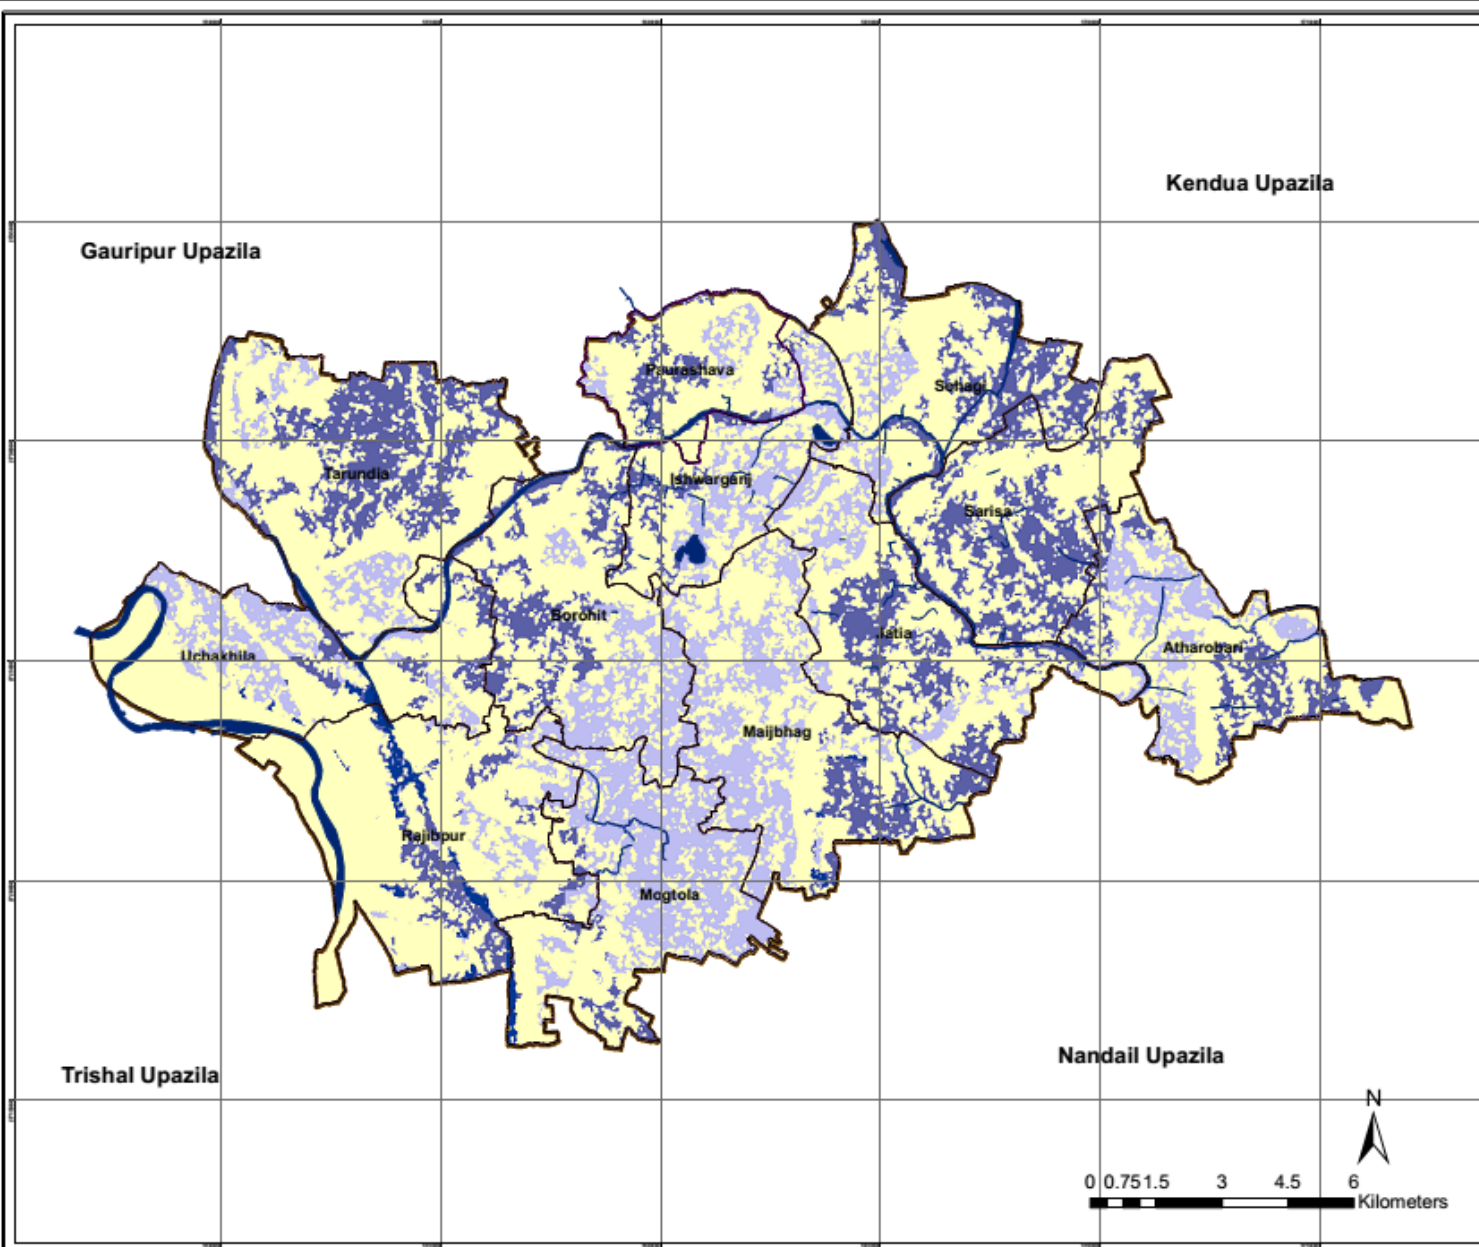 Kendua Upazila
Gauripur Upazila
Paurashava
Sohagi
Tarundia
Ishwarganj
Sarisa
Borohit
Jatia
Uchakhila
Atharobari
Maijbhag
Rajibpur
Mogtola
Nandail Upazila
Trishal Upazila
N
0 0.75 1.5 3 4.5 6
Kilometers